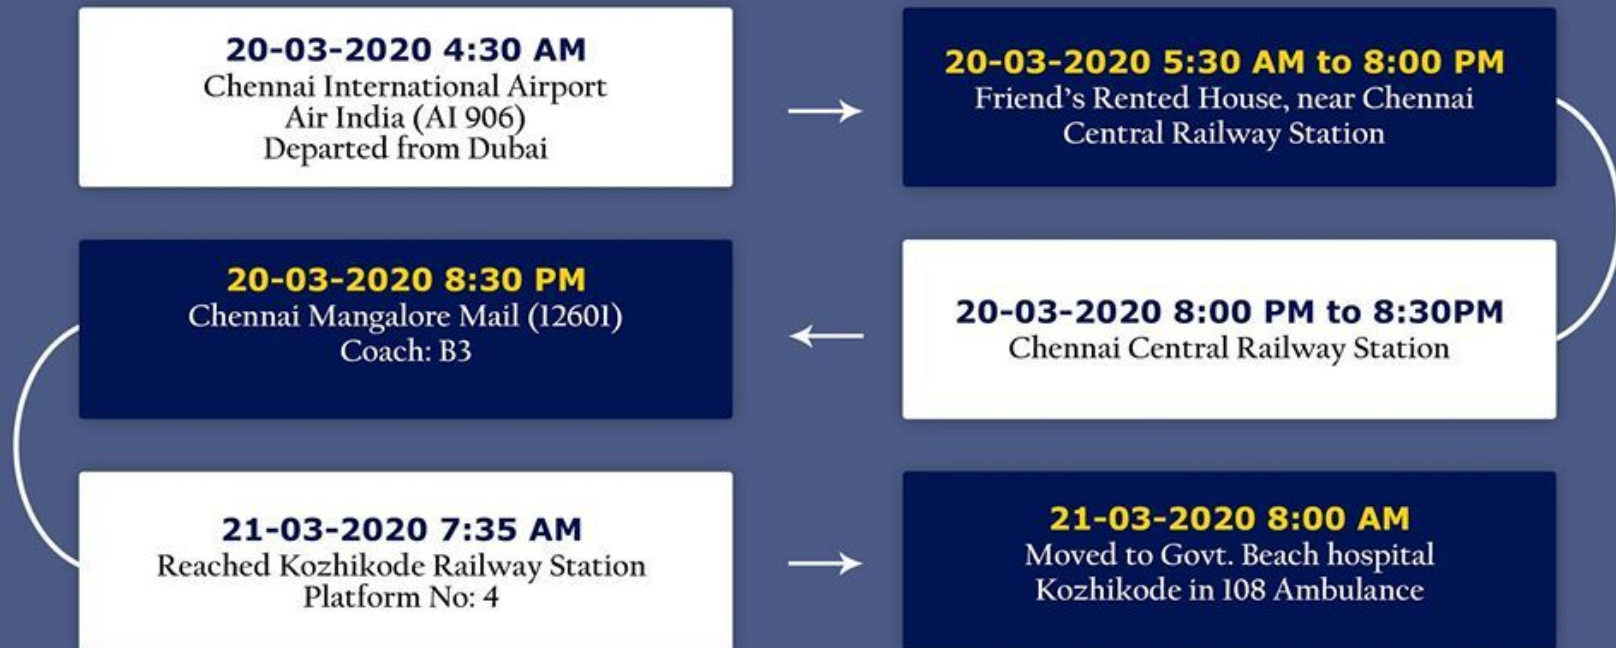 20-03-2020 4:30 AM
Chennai International Airport
Air India (AI 906)
Departed from Dubai
20-03-2020 5:30 AM to 8:00 PM
Friend's Rented House, near Chennai
Central Railway Station
20-03-2020 8:00 PM to 8:30PM
Chennai Central Railway Station
20-03-2020 8:30 PM
Chennai Mangalore Mail (12601)
Coach: B3
21-03-2020 7:35 AM
Reached Kozhikode Railway Station
Platform No: 4
21-03-2020 8:00 AM
Moved to Govt. Beach hospital
Kozhikode in 108 Ambulance